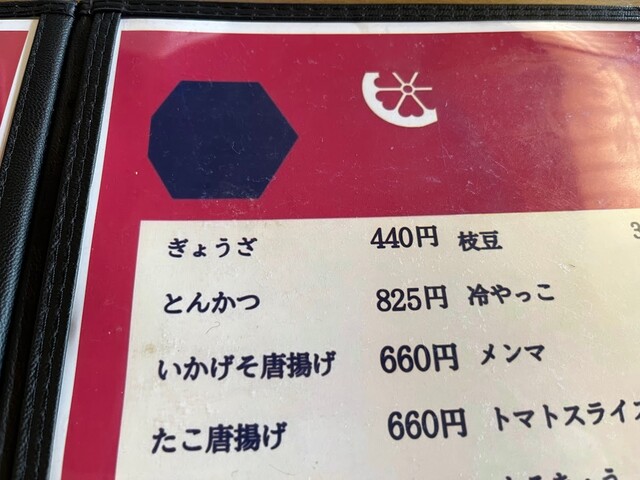 ぎょうざ 440円 枝豆
とんかつ 825円 冷やっこ
いかげそ唐揚げ 660円 メンマ
たこ唐揚げ 660円 トマトスライス